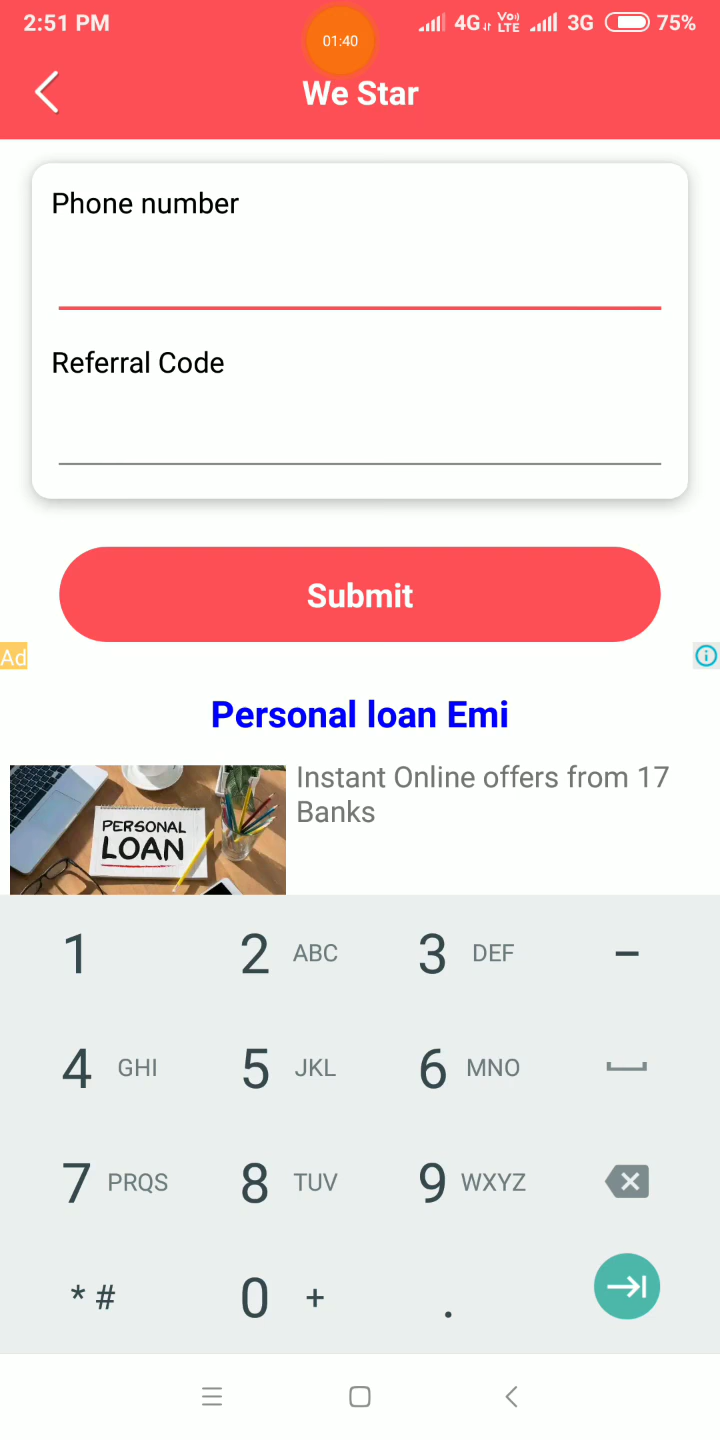 2:51 PM
01:40
4G VoLTE 3G 75%
We Star
Phone number
Referral Code
Submit
Ad
Personal loan Emi
PERSONAL
LOAN
Instant Online offers from 17
Banks
1 2 ABC 3 DEF –
4 GHI 5 JKL 6 MNO
7 PRQS 8 TUV 9 WXYZ
* # 0 + .